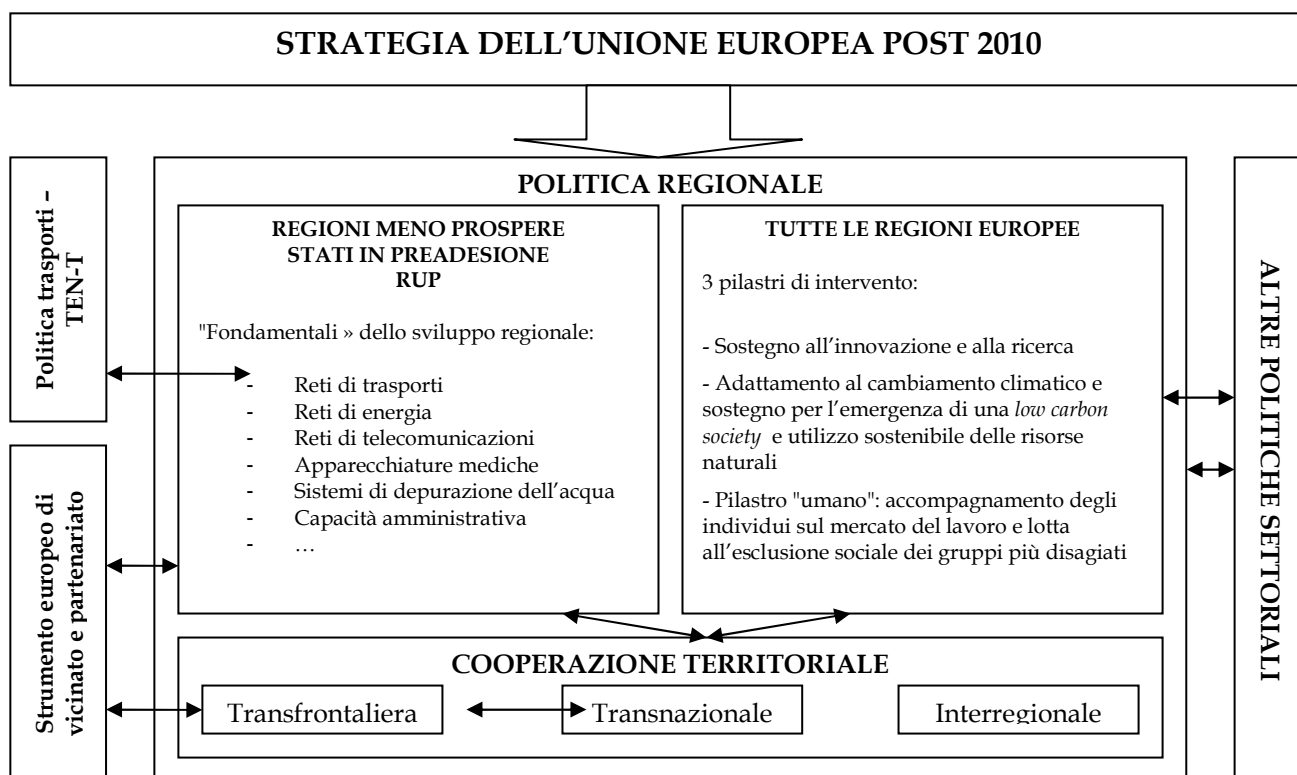 STRATEGIA DELL'UNIONE EUROPEA POST 2010
Politica trasporti –
TEN-T
Strumento europeo di
vicinato e partenariato
POLITICA REGIONALE
REGIONI MENO PROSPERE
STATI IN PREADESIONE
RUP
"Fondamentali » dello sviluppo regionale:
- Reti di trasporti
- Reti di energia
- Reti di telecomunicazioni
- Apparecchiature mediche
- Sistemi di depurazione dell'acqua
- Capacità amministrativa
- …
TUTTE LE REGIONI EUROPEE
3 pilastri di intervento:
- Sostegno all'innovazione e alla ricerca
- Adattamento al cambiamento climatico e
sostegno per l'emergenza di una low carbon
society e utilizzo sostenibile delle risorse
naturali
- Pilastro "umano": accompagnamento degli
individui sul mercato del lavoro e lotta
all'esclusione sociale dei gruppi più disagiati
COOPERAZIONE TERRITORIALE
Transfrontaliera
Transnazionale
Interregionale
ALTRE POLITICHE SETTORIALI